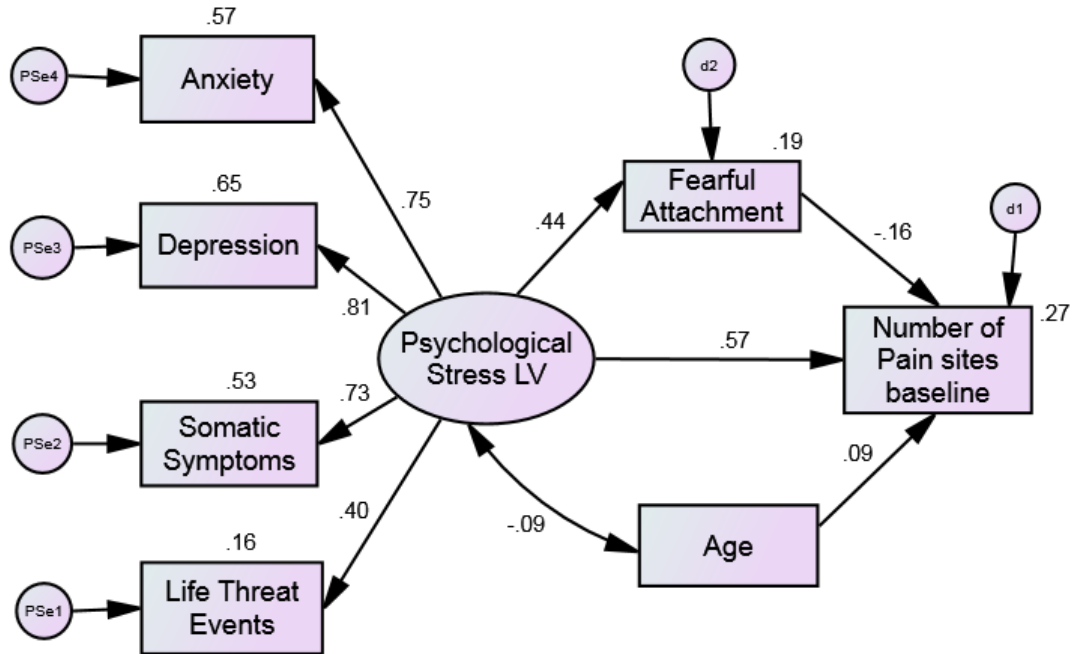 .57
PSe4
Anxiety
d2
.19
.65
.75
Fearful
Attachment
d1
PSe3
Depression
.44
-.16
.81
Psychological
Stress LV
.57
Number of
Pain sites
baseline
.27
.53
.73
PSe2
Somatic
Symptoms
.09
.40
-.09
Age
.16
PSe1
Life Threat
Events